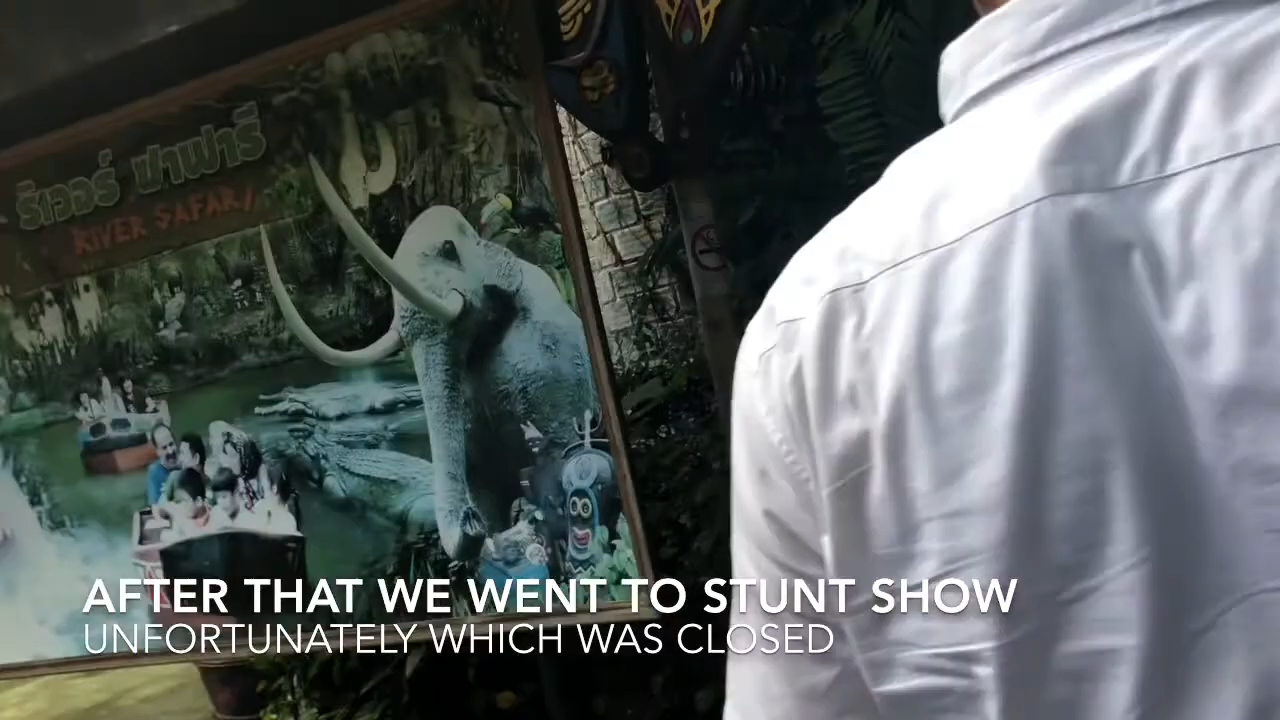 ริเวอร์ ซาฟารี
RIVER SAFARI
AFTER THAT WE WENT TO STUNT SHOW
UNFORTUNATELY WHICH WAS CLOSED